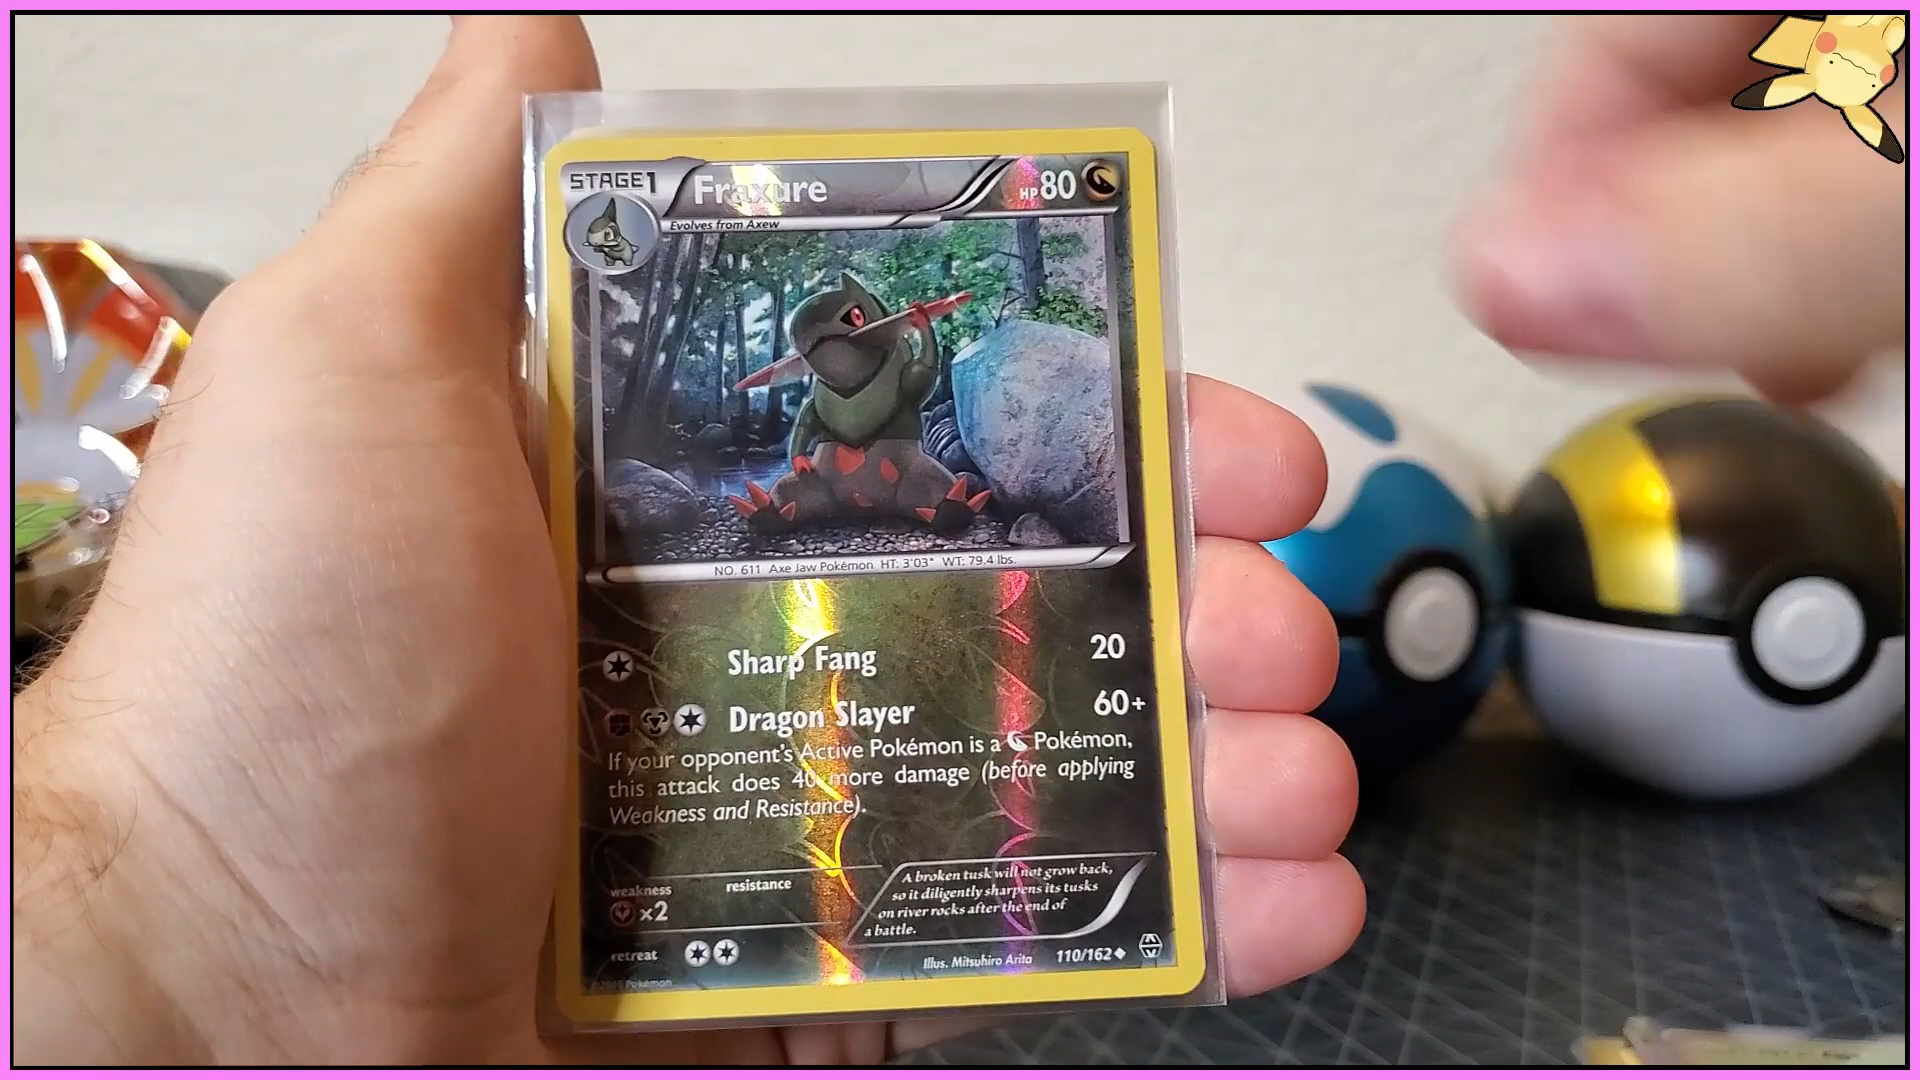 STAGE1
Fraxure
HP80
Evolves from Axew
NO. 611 Axe Jaw Pokémon HT: 3'03" WT: 79.4 lbs.
Sharp Fang 20
Dragon Slayer 60+
If your opponent's Active Pokémon is a Pokémon,
this attack does 40 more damage (before applying
Weakness and Resistance).
weakness
×2
resistance
A broken tusk will not grow back,
so it diligently sharpens its tusks
on river rocks after the end of
a battle.
retreat
Illus. Mitsuhiro Arita
110/162
©2015 Pokémon